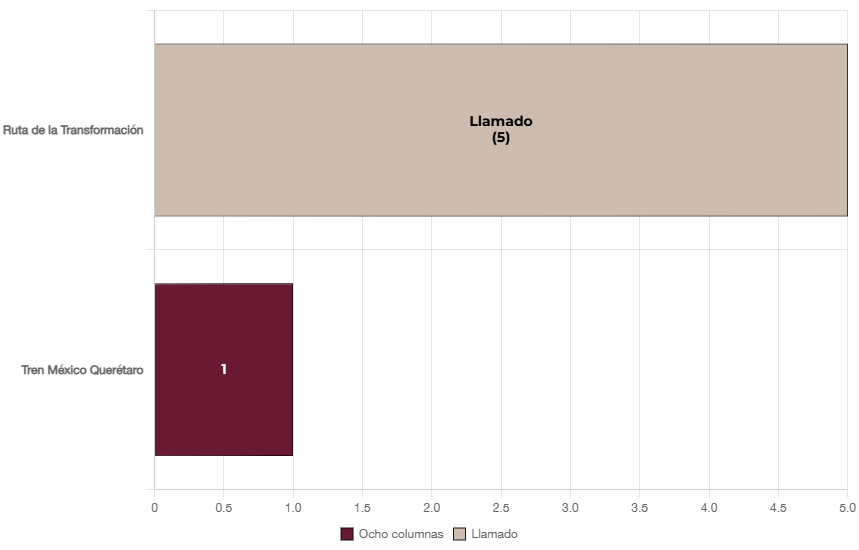 Ruta de la Transformación
Llamado
(5)
Tren México Querétaro
1
0 0.5 1.0 1.5 2.0 2.5 3.0 3.5 4.0 4.5 5.0
Ocho columnas Llamado